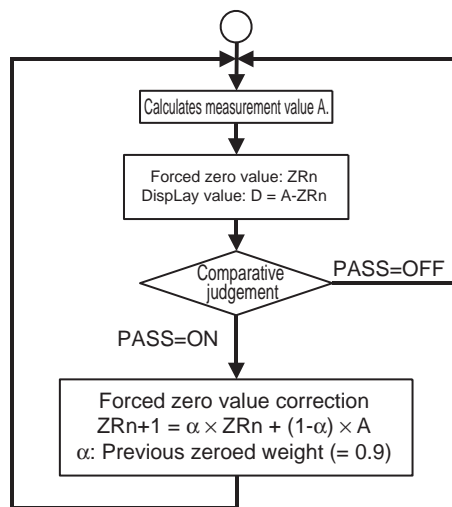 Calculates measurement value A.
Forced zero value: ZRn
DispLay value: D = A-ZRn
Comparative
judgement
PASS=OFF
PASS=ON
Forced zero value correction
ZRn+1 = α × ZRn + (1-α) × A
α: Previous zeroed weight (= 0.9)